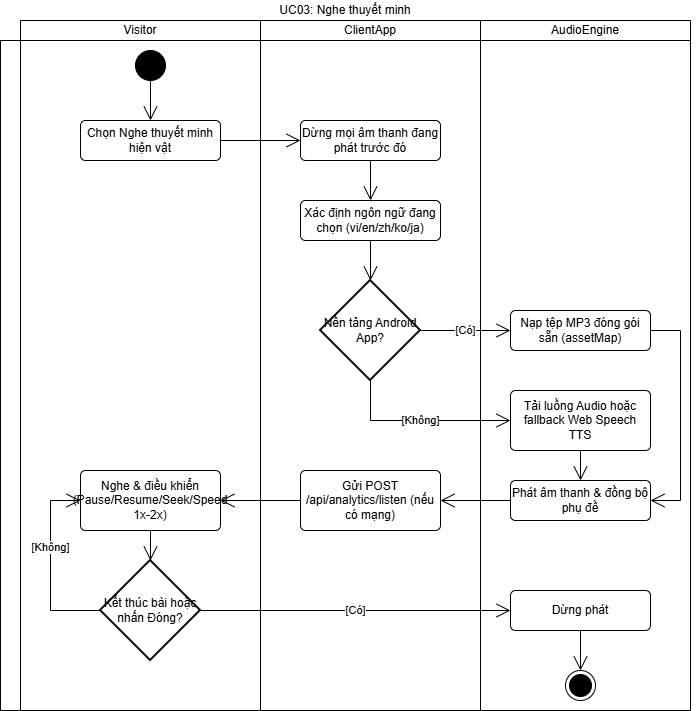 UC03: Nghe thuyết minh
Visitor
ClientApp
AudioEngine
Chọn Nghe thuyết minh
hiện vật
Dừng mọi âm thanh đang
phát trước đó
Xác định ngôn ngữ đang
chọn (vi/en/zh/ko/ja)
Nền tảng Android
App?
[Có]
Nạp tệp MP3 đóng gói
sẵn (assetMap)
[Không]
Tải luồng Audio hoặc
fallback Web Speech
TTS
Nghe & điều khiển
(Pause/Resume/Seek/Speed
1x-2x)
Gửi POST
/api/analytics/listen (nếu
có mạng)
Phát âm thanh & đồng bộ
phụ đề
[Không]
Kết thúc bài hoặc
nhấn Đóng?
[Có]
Dừng phát